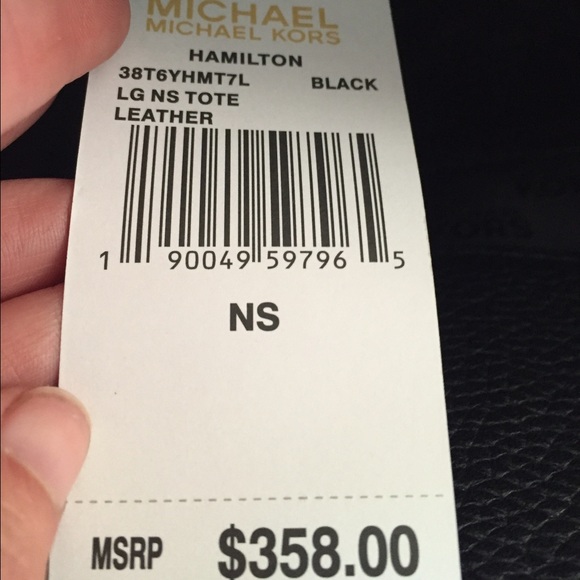 MICHAEL
MICHAEL KORS
HAMILTON
38T6YHMT7L BLACK
LG NS TOTE
LEATHER
1 90049 59796 5
NS
MSRP $358.00